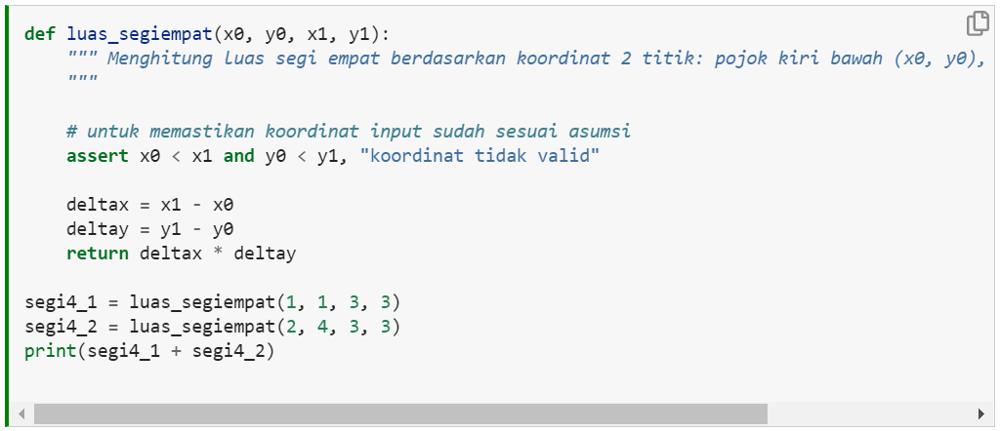 def luas_segiempat(x0, y0, x1, y1):
    """ Menghitung luas segi empat berdasarkan koordinat 2 titik: pojok kiri bawah (x0, y0),
    """

    # untuk memastikan koordinat input sudah sesuai asumsi
    assert x0 < x1 and y0 < y1, "koordinat tidak valid"

    deltax = x1 - x0
    deltay = y1 - y0
    return deltax * deltay

segi4_1 = luas_segiempat(1, 1, 3, 3)
segi4_2 = luas_segiempat(2, 4, 3, 3)
print(segi4_1 + segi4_2)